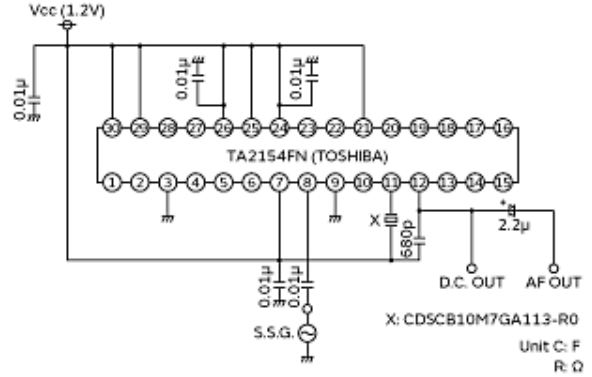 Vcc (1.2V)
0.01μ
0.01μ
0.01μ
30 29 28 27 26 25 24 23 22 21 20 19 18 17 16
TA2154FN (TOSHIBA)
1 2 3 4 5 6 7 8 9 10 11 12 13 14 15
X
680p
+
2.2μ
0.01μ
0.01μ
D.C. OUT
AF OUT
S.S.G.
X: CDSCB10M7GA113-R0
Unit C: F
R: Ω